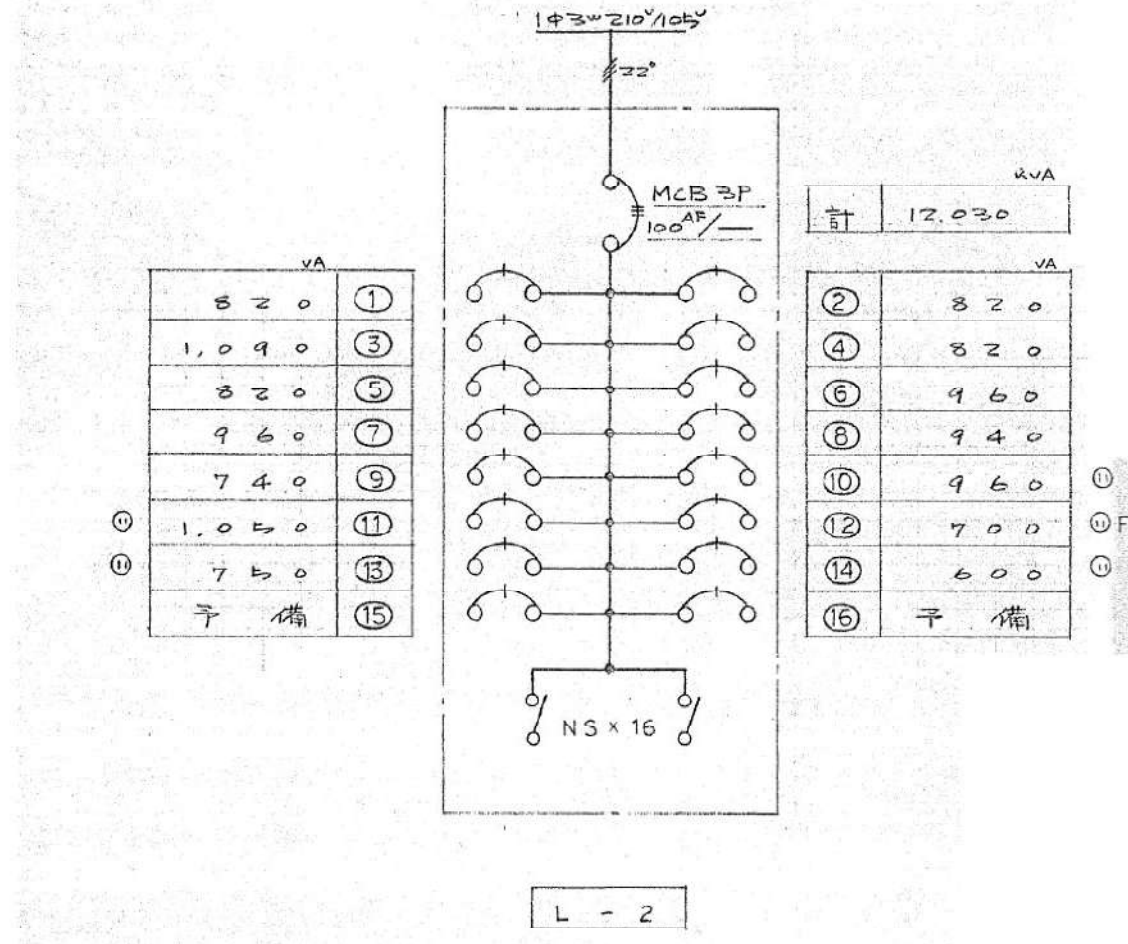 1φ3W 210V/105V
22°
MCB 3P
100AF/—
KVA
計 12.030
VA
820 ①
1,090 ③
820 ⑤
960 ⑦
740 ⑨
1,050 ⑪
750 ⑬
予備 ⑮
VA
② 820
④ 820
⑥ 960
⑧ 940
⑩ 960
⑫ 700 F
⑭ 600
⑯ 予備
NS × 16
L - 2